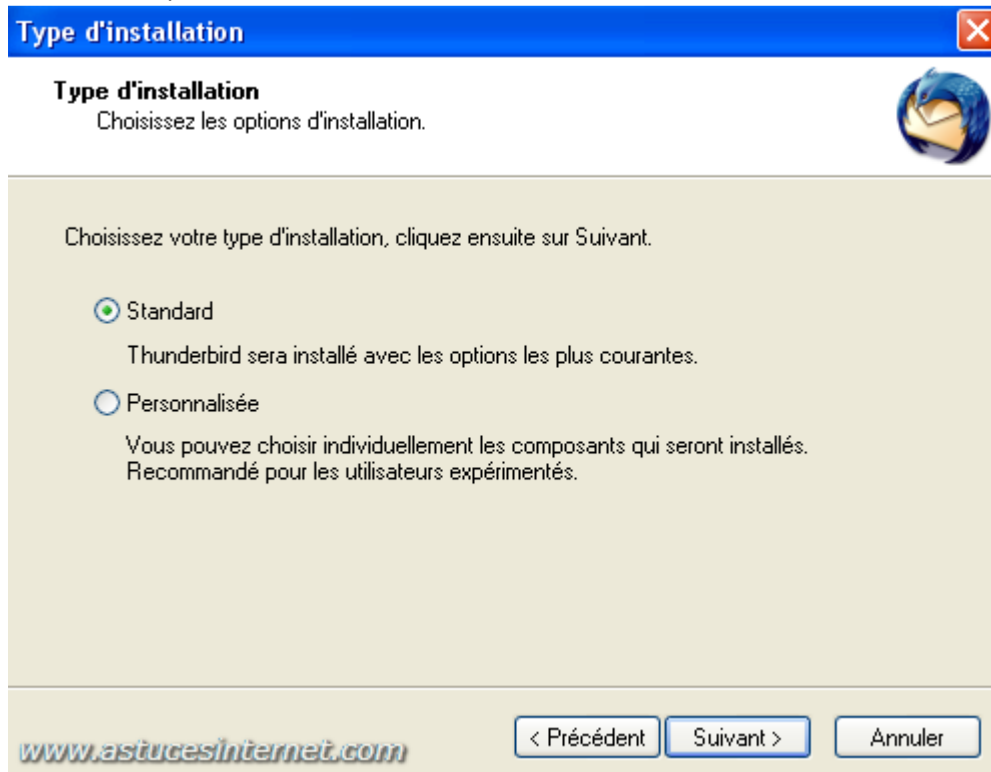 Type d'installation
Type d'installation
Choisissez les options d'installation.
Choisissez votre type d'installation, cliquez ensuite sur Suivant.
Standard
Thunderbird sera installé avec les options les plus courantes.
Personnalisée
Vous pouvez choisir individuellement les composants qui seront installés.
Recommandé pour les utilisateurs expérimentés.
www.astucesinternet.com
< Précédent Suivant > Annuler